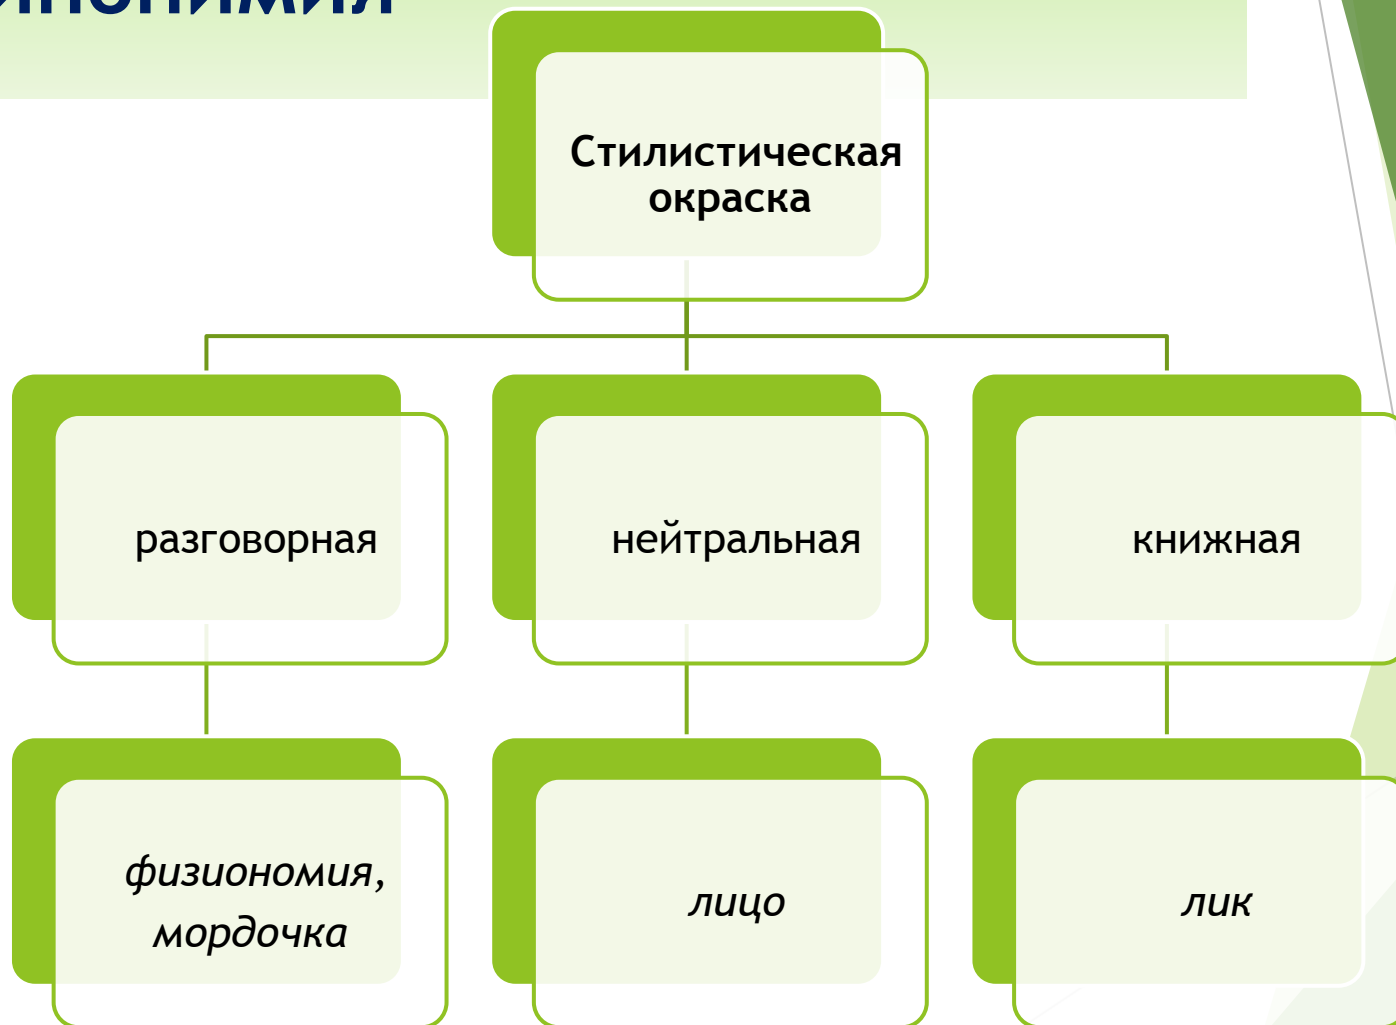 Стилистическая
окраска
разговорная
нейтральная
книжная
физиономия,
мордочка
лицо
лик